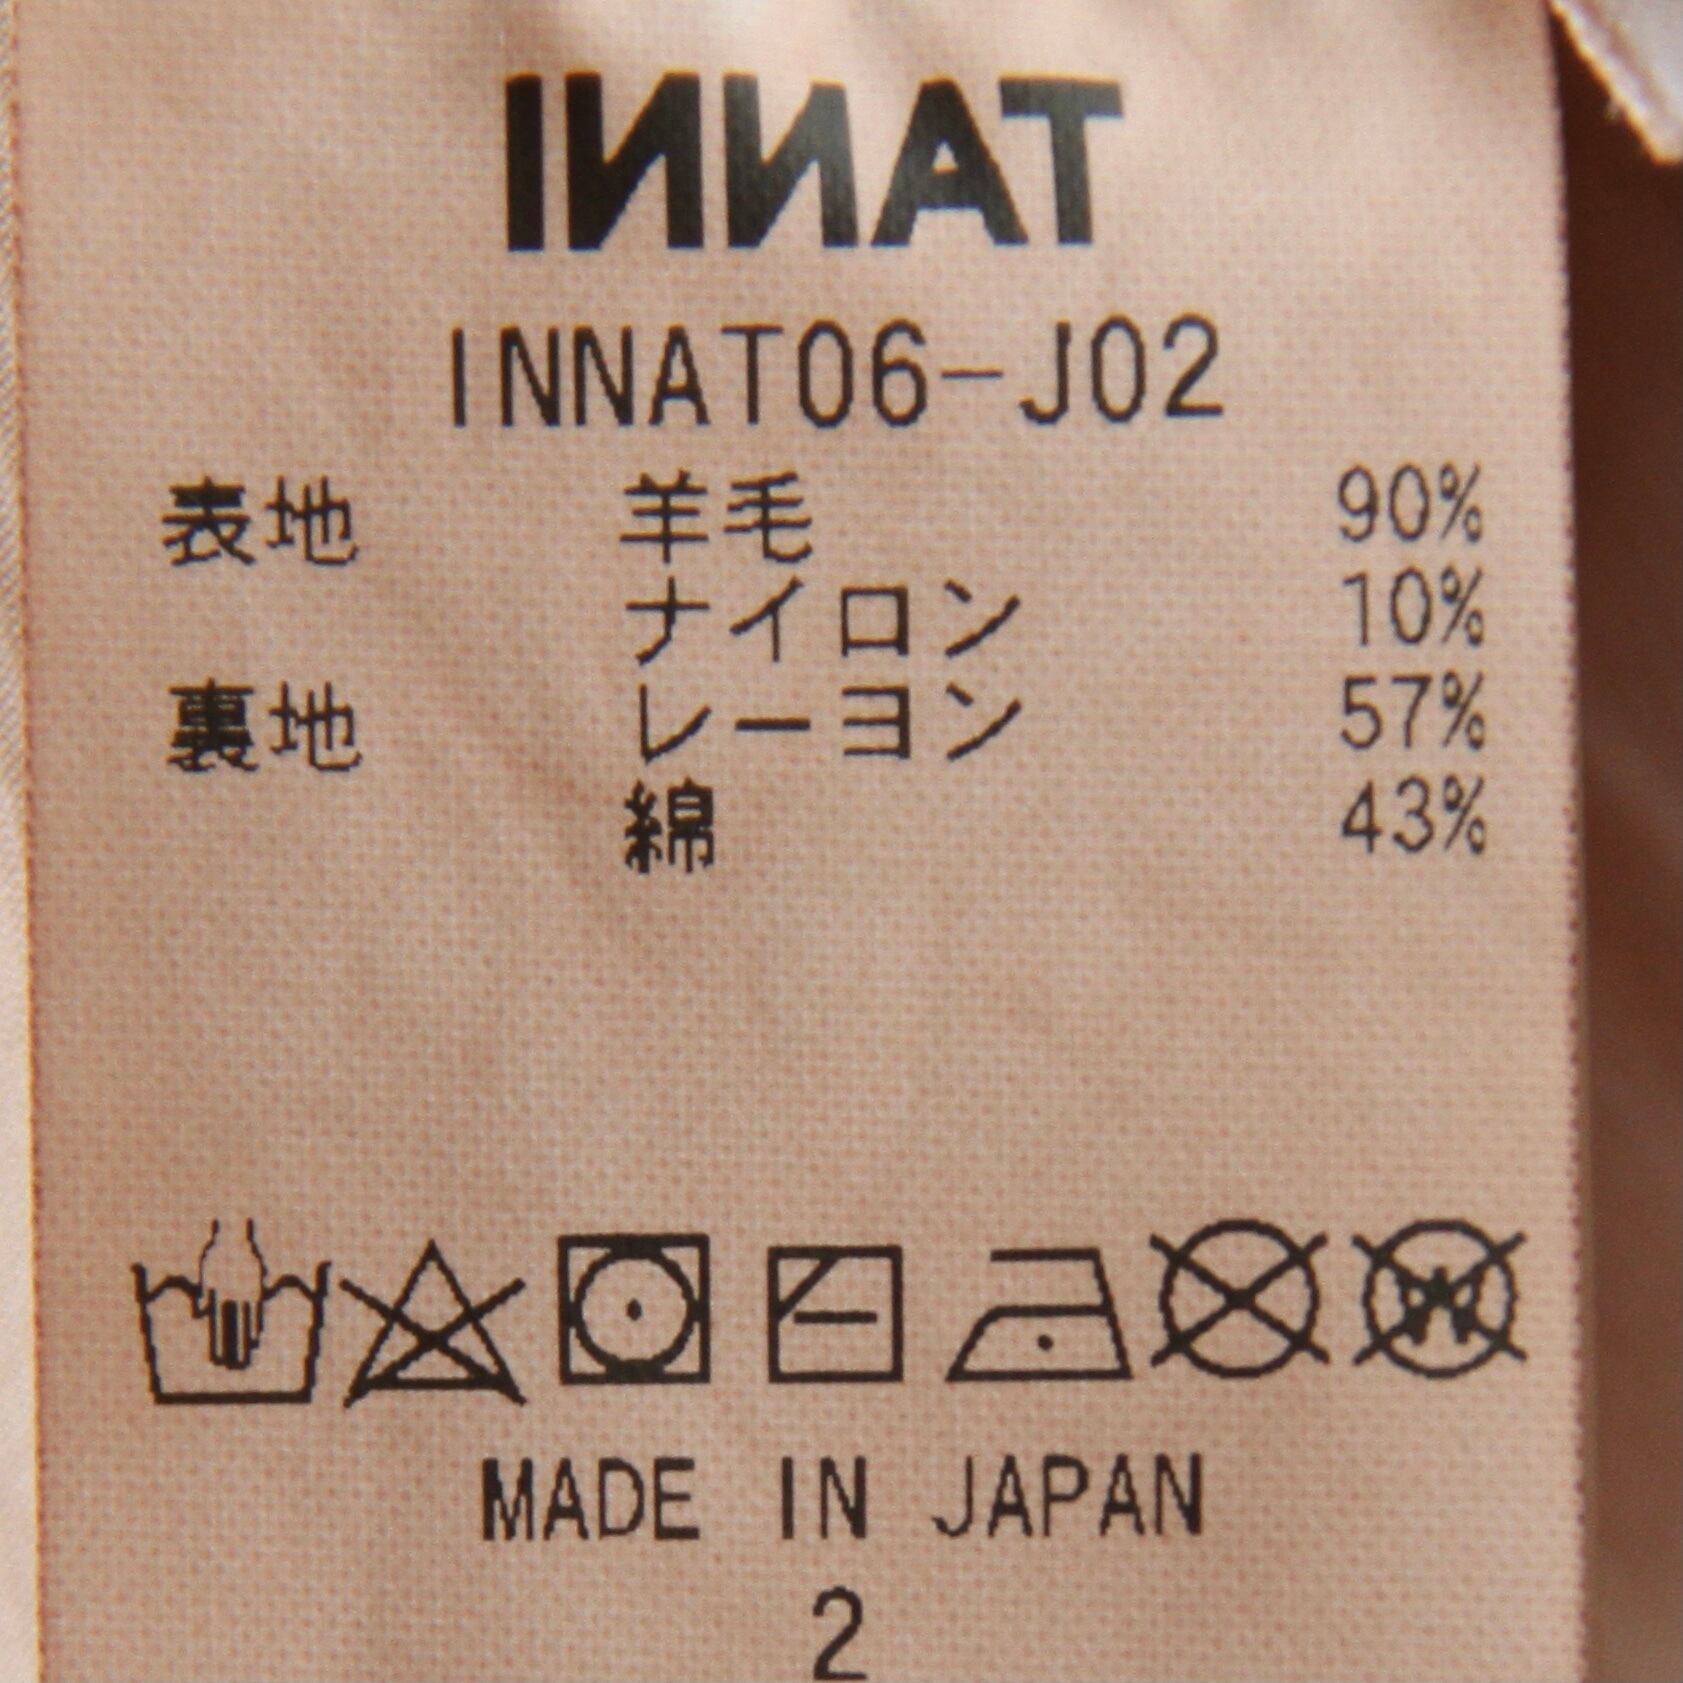 INNAT
INNAT06-J02
表地 羊毛 90%
ナイロン 10%
裏地 レーヨン 57%
綿 43%
MADE IN JAPAN
2